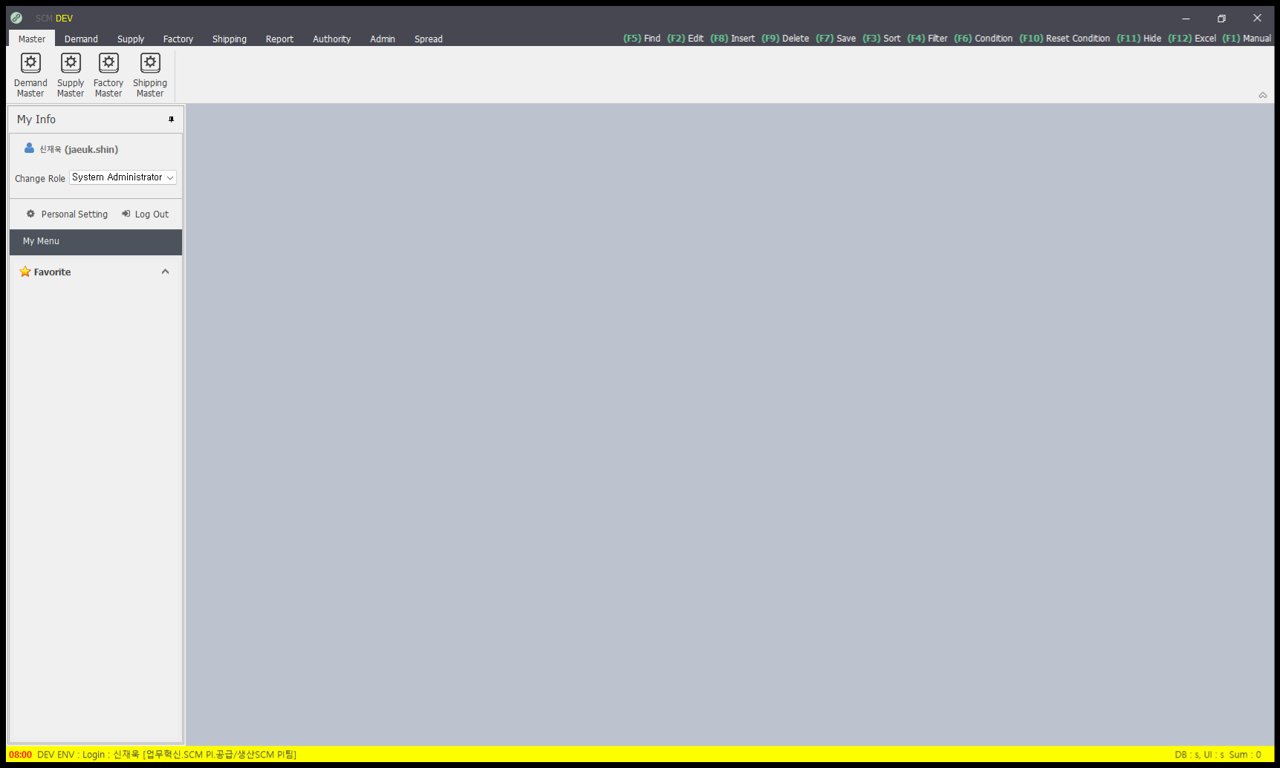 SCM DEV
Master Demand Supply Factory Shipping Report Authority Admin Spread (F5) Find (F2) Edit (F8) Insert (F9) Delete (F7) Save (F3) Sort (F4) Filter (F6) Condition (F10) Reset Condition (F11) Hide (F12) Excel (F1) Manual
Demand Master
Supply Master
Factory Master
Shipping Master
My Info
신재욱 (jaeuk.shin)
Change Role System Administrator
Personal Setting Log Out
My Menu
Favorite
08:00 DEV ENV : Login : 신재욱 [업무혁신.SCM PI.공급/생산SCM PI팀] DB : s, UI : s Sum : 0